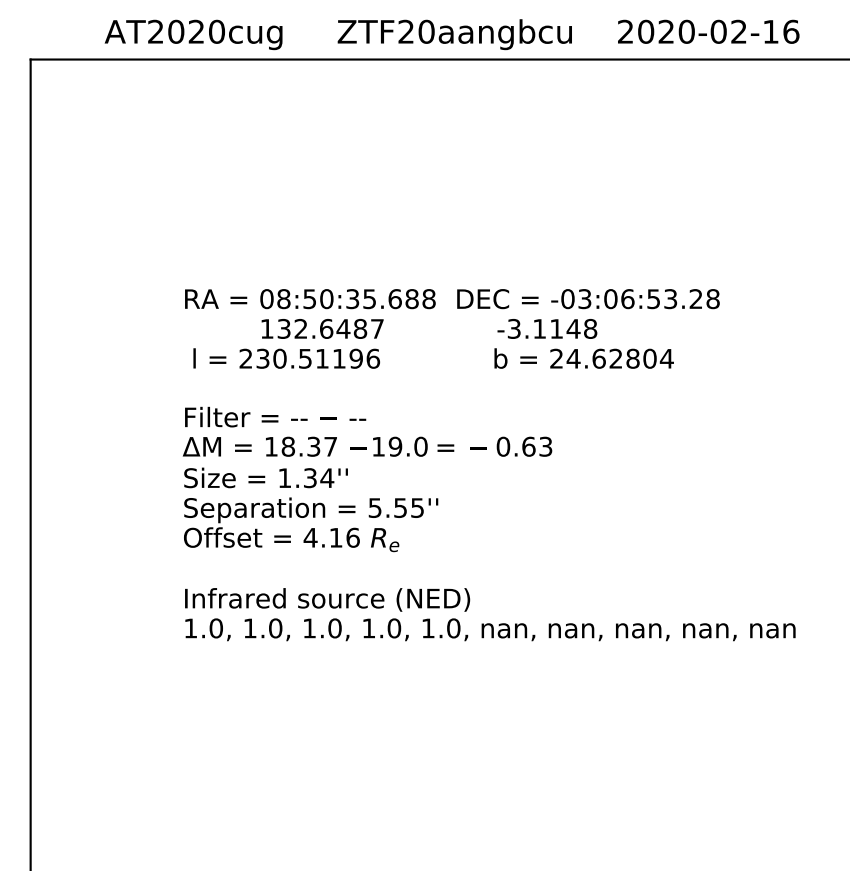 AT2020cug ZTF20aangbcu 2020-02-16
RA = 08:50:35.688 DEC = -03:06:53.28
132.6487 -3.1148
l = 230.51196 b = 24.62804
Filter = -- − --
ΔM = 18.37 −19.0 = − 0.63
Size = 1.34''
Separation = 5.55''
Offset = 4.16 Re
Infrared source (NED)
1.0, 1.0, 1.0, 1.0, 1.0, nan, nan, nan, nan, nan